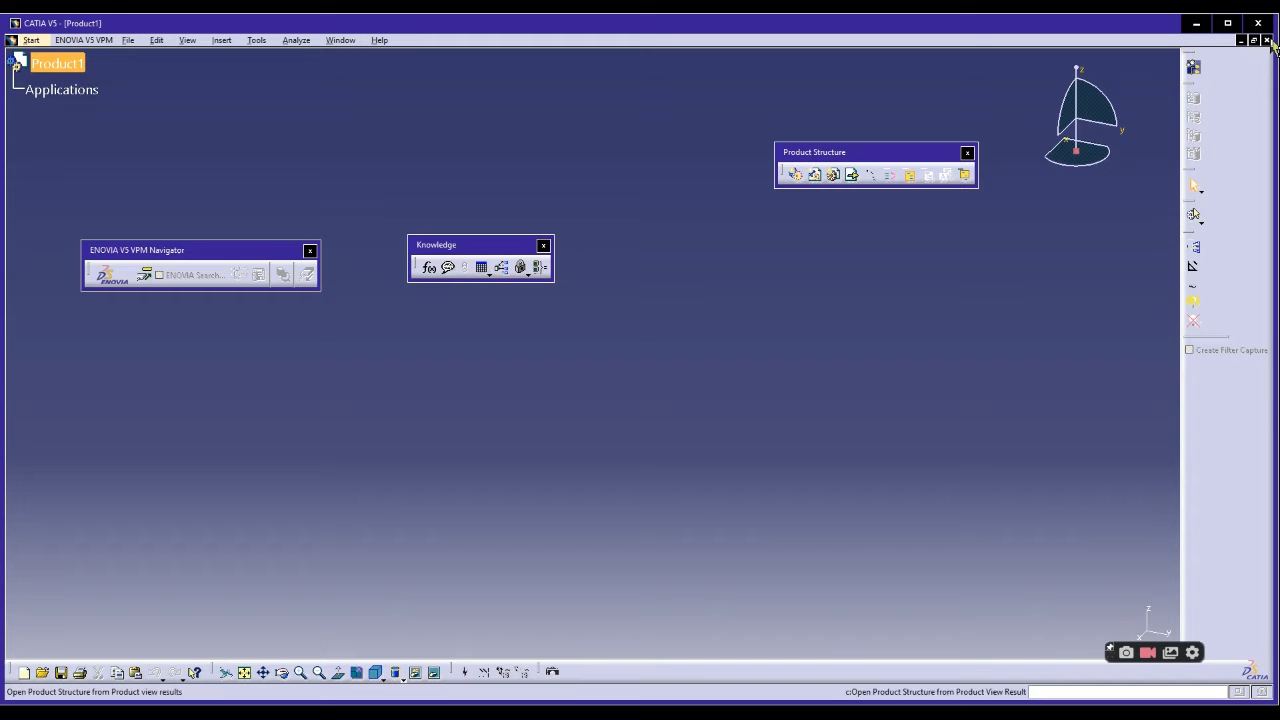 CATIA V5 - [Product1]
Start ENOVIA V5 VPM File Edit View Insert Tools Analyze Window Help
Product1
Applications
z
y
x
Product Structure
ENOVIA V5 VPM Navigator
ENOVIA
ENOVIA Search...
Knowledge
f(x)
Create Filter Capture
z
x
y
CATIA
Open Product Structure from Product view results
c:Open Product Structure from Product View Result